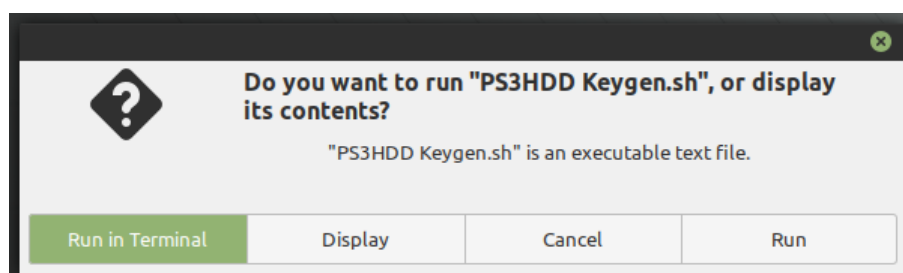 Do you want to run "PS3HDD Keygen.sh", or display
its contents?
"PS3HDD Keygen.sh" is an executable text file.
Run in Terminal
Display
Cancel
Run